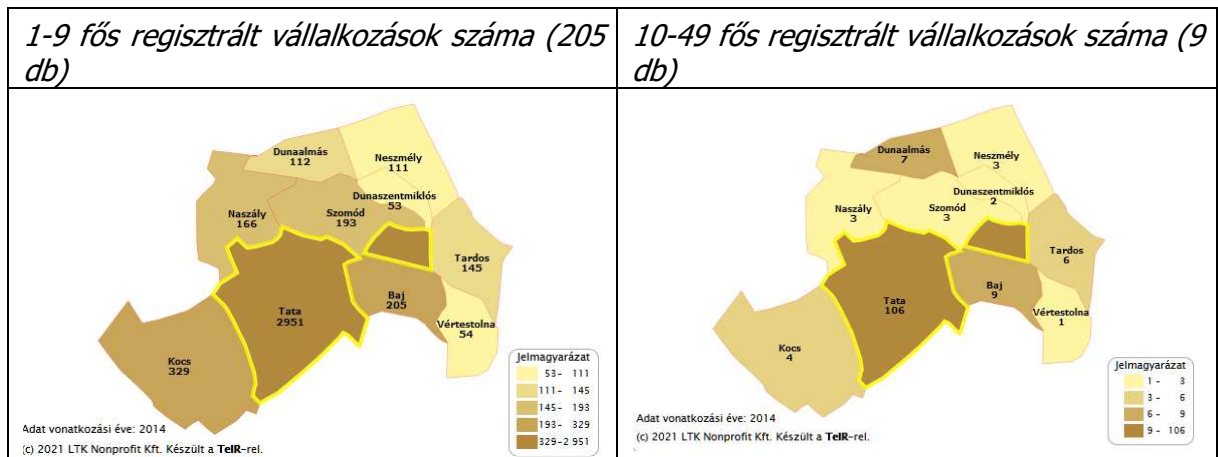 1-9 fős regisztrált vállalkozások száma (205
db)
Dunaalmás
112
Neszmély
111
Dunaszentmiklós
53
Naszály
166
Szomód
193
Tardos
145
Baj
205
Tata
2951
Vértestolna
54
Kocs
329
Jelmagyarázat
53- 111
111- 145
145- 193
193- 329
329-2 951
Adat vonatkozási éve: 2014
(c) 2021 LTK Nonprofit Kft. Készült a TeIR-rel.
10-49 fős regisztrált vállalkozások száma (9
db)
Dunaalmás
7
Neszmély
3
Dunaszentmiklós
2
Naszály
3
Szomód
3
Tardos
6
Baj
9
Tata
106
Vértestolna
1
Kocs
4
Jelmagyarázat
1 - 3
3 - 6
6 - 9
9 - 106
Adat vonatkozási éve: 2014
(c) 2021 LTK Nonprofit Kft. Készült a TeIR-rel.